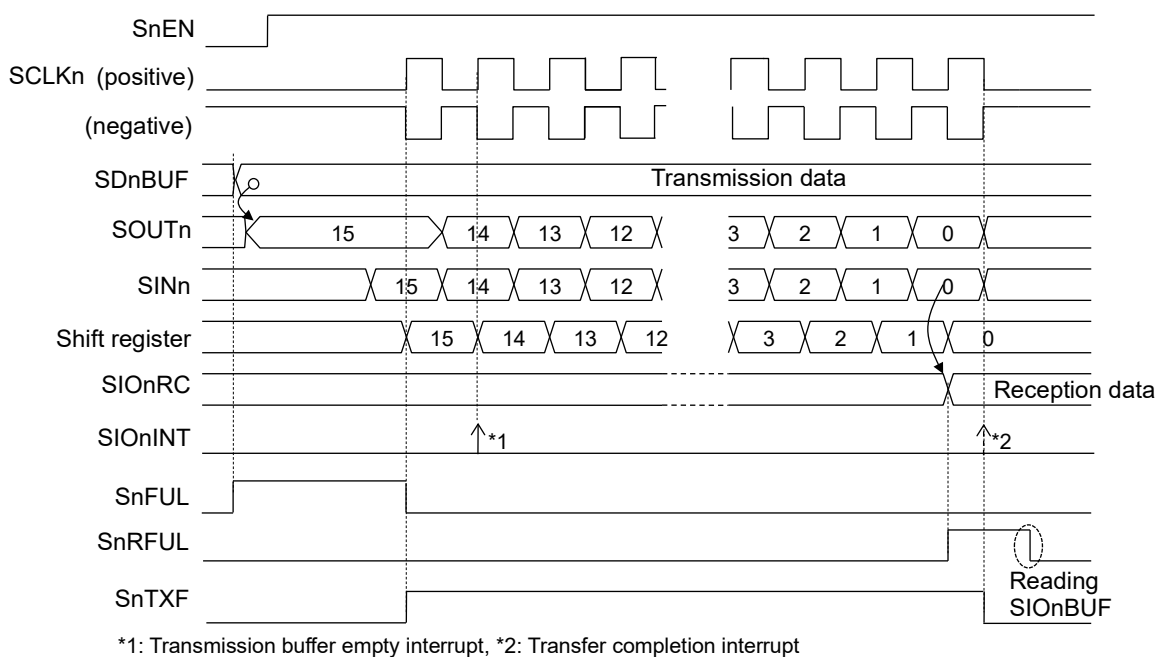 SnEN
SCLKn (positive)
(negative)
SDnBUF
Transmission data
SOUTn
15 14 13 12 3 2 1 0
SINn
15 14 13 12 3 2 1 0
Shift register
15 14 13 12 3 2 1 0
SIOnRC
Reception data
SIOnINT
*1
*2
SnFUL
SnRFUL
Reading
SIOnBUF
SnTXF
*1: Transmission buffer empty interrupt, *2: Transfer completion interrupt